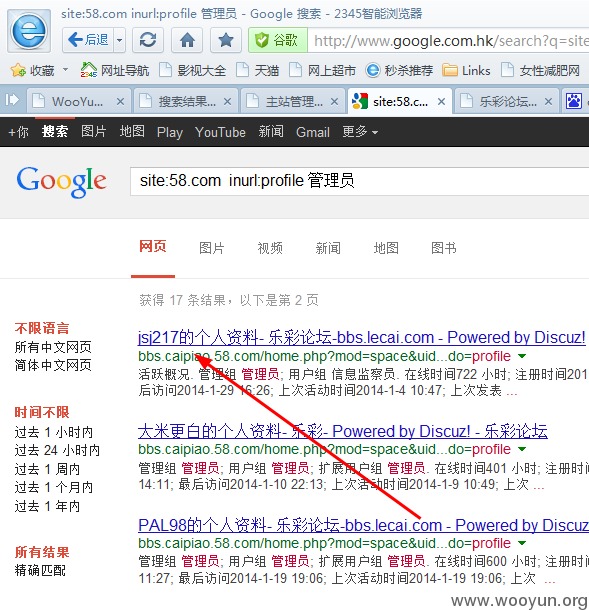 site:58.com inurl:profile 管理员 - Google 搜索 - 2345智能浏览器
后退
谷歌
http://www.google.com.hk/search?q=site
收藏 网址导航 影视大全 天猫 网上超市 秒杀推荐 Links 女性减肥网
WooYu... 搜索结果... 主站管理... site:58.c... 乐彩论坛...
+你 搜索 图片 地图 Play YouTube 新闻 Gmail 更多
Google
site:58.com inurl:profile 管理员
网页 图片 视频 新闻 地图 图书
获得 17 条结果，以下是第 2 页
不限语言
所有中文网页
简体中文网页
时间不限
过去 1 小时内
过去 24 小时内
过去 1 周内
过去 1 个月内
过去 1 年内
所有结果
精确匹配
jsj217的个人资料- 乐彩论坛-bbs.lecai.com - Powered by Discuz!
bbs.caipiao.58.com/home.php?mod=space&uid...do=profile
活跃概况. 管理组 管理员; 用户组 信息监察员. 在线时间722 小时; 注册时间201
后访问2014-1-29 16:26; 上次活动时间2014-1-4 10:47; 上次发表 ...
大米更白的个人资料- 乐彩- Powered by Discuz! - 乐彩论坛
bbs.caipiao.58.com/home.php?mod=space&uid...do=profile
管理组 管理员; 用户组 管理员; 扩展用户组 管理员. 在线时间401 小时; 注册时
14:11; 最后访问2014-1-10 22:13; 上次活动时间2014-1-9 10:49; 上次 ...
PAL98的个人资料- 乐彩论坛-bbs.lecai.com - Powered by Discuz
bbs.caipiao.58.com/home.php?mod=space&uid...do=profile
管理组 管理员; 用户组 管理员; 扩展用户组 管理员. 在线时间600 小时; 注册时
11:27; 最后访问2014-1-19 19:06; 上次活动时间2014-1-19 19:06; 上次 ...
www.wooyun.org